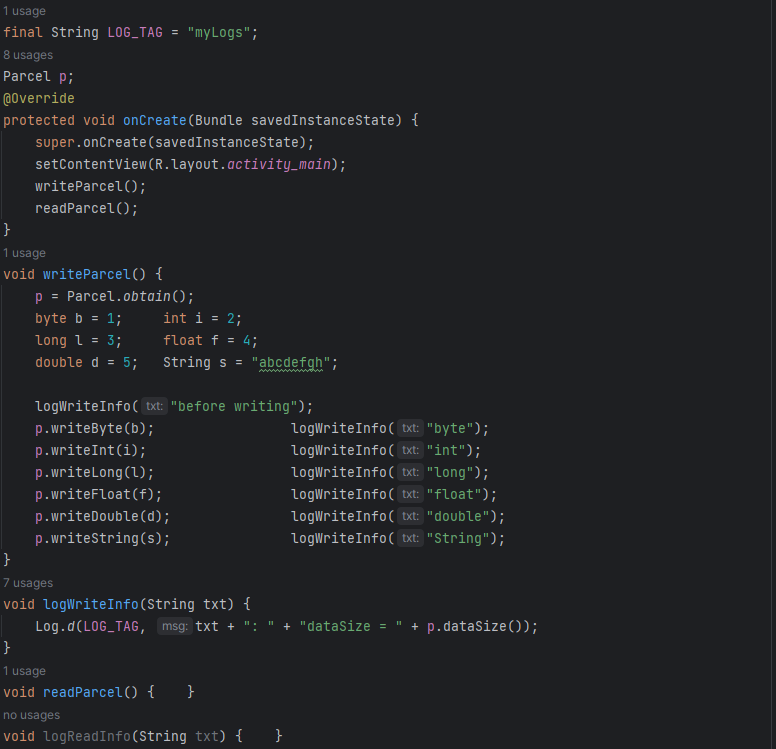 1 usage
final String LOG_TAG = "myLogs";
8 usages
Parcel p;
@Override
protected void onCreate(Bundle savedInstanceState) {
    super.onCreate(savedInstanceState);
    setContentView(R.layout.activity_main);
    writeParcel();
    readParcel();
}
1 usage
void writeParcel() {
    p = Parcel.obtain();
    byte b = 1;     int i = 2;
    long l = 3;     float f = 4;
    double d = 5;   String s = "abcdefgh";
    logWriteInfo( txt: "before writing");
    p.writeByte(b);                 logWriteInfo( txt: "byte");
    p.writeInt(i);                  logWriteInfo( txt: "int");
    p.writeLong(l);                 logWriteInfo( txt: "long");
    p.writeFloat(f);                logWriteInfo( txt: "float");
    p.writeDouble(d);               logWriteInfo( txt: "double");
    p.writeString(s);               logWriteInfo( txt: "String");
}
7 usages
void logWriteInfo(String txt) {
    Log.d(LOG_TAG,  msg: txt + ": " + "dataSize = " + p.dataSize());
}
1 usage
void readParcel() {    }
no usages
void logReadInfo(String txt) {    }